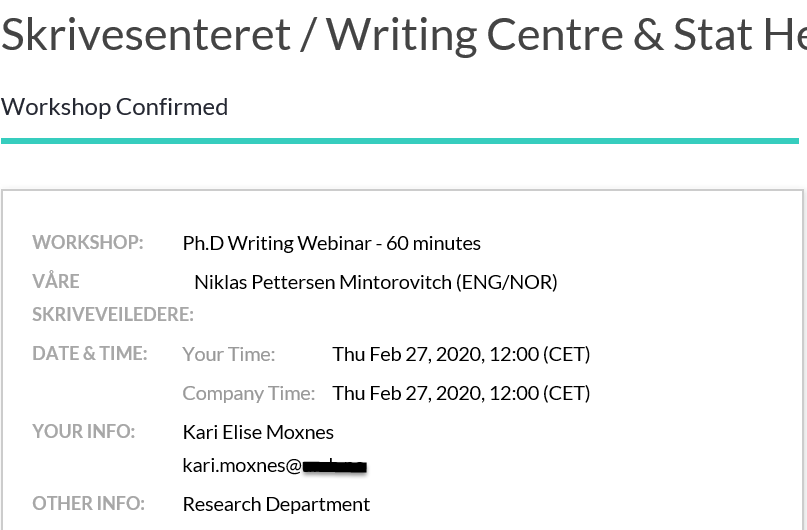 Skrivesenteret / Writing Centre & Stat He
Workshop Confirmed
WORKSHOP: Ph.D Writing Webinar - 60 minutes
VÅRE SKRIVEVEILEDERE: Niklas Pettersen Mintorovitch (ENG/NOR)
DATE & TIME: Your Time: Thu Feb 27, 2020, 12:00 (CET)
Company Time: Thu Feb 27, 2020, 12:00 (CET)
YOUR INFO: Kari Elise Moxnes
kari.moxnes@
OTHER INFO: Research Department